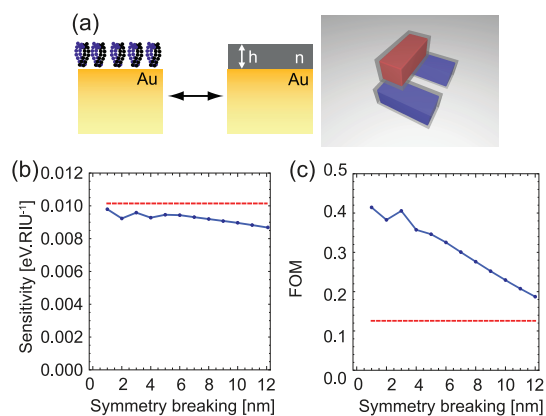 (a)
Au
h
n
Au
(b)
Sensitivity [eV.RIU⁻¹]
0.012
0.010
0.008
0.006
0.004
0.002
0.000
0 2 4 6 8 10 12
Symmetry breaking [nm]
(c)
FOM
0.5
0.4
0.3
0.2
0.1
0.0
0 2 4 6 8 10 12
Symmetry breaking [nm]